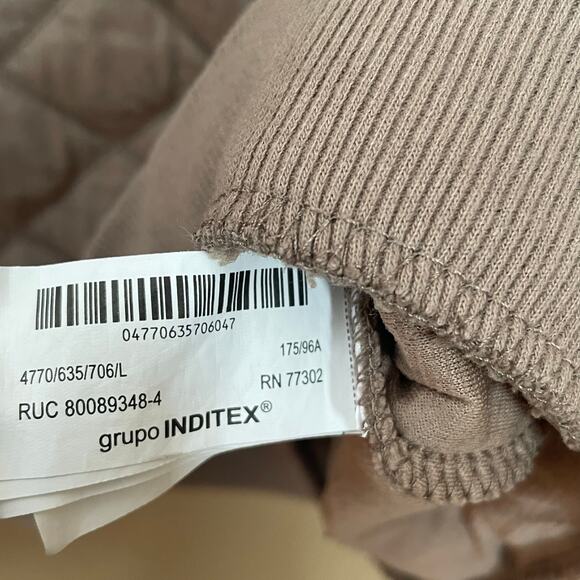 04770635706047
4770/635/706/L
175/96A
RUC 80089348-4
RN 77302
grupo INDITEX®